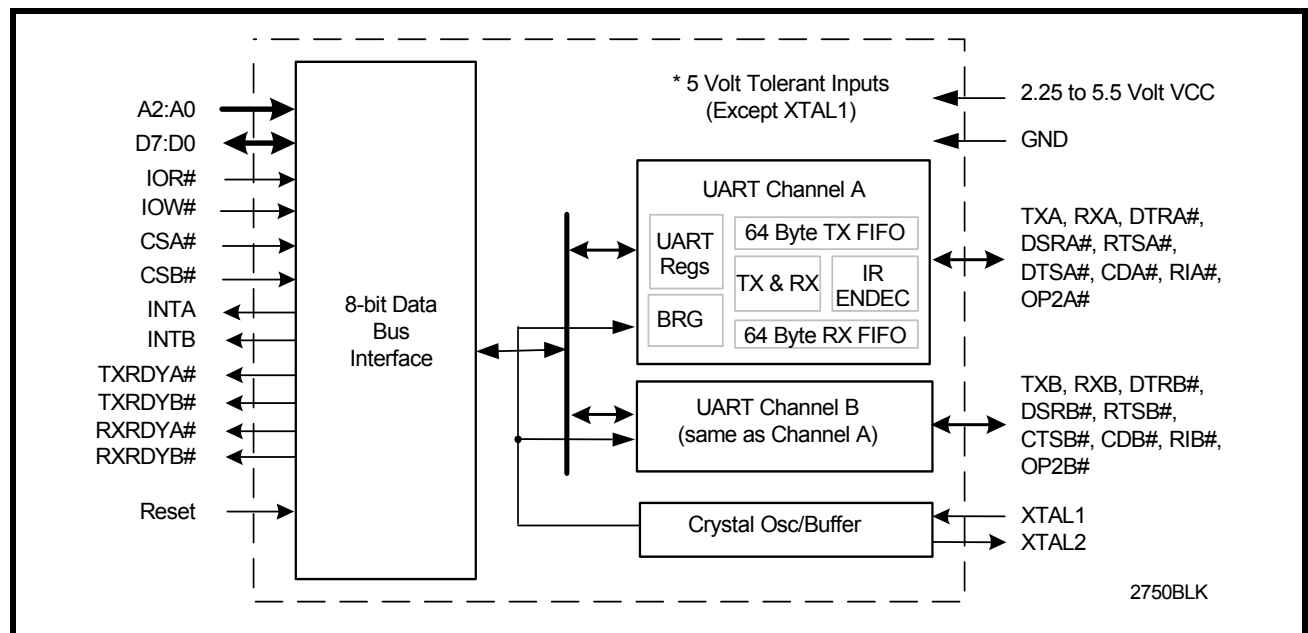 A2:A0
D7:D0
IOR#
IOW#
CSA#
CSB#
INTA
INTB
TXRDYA#
TXRDYB#
RXRDYA#
RXRDYB#
Reset
8-bit Data
Bus
Interface
* 5 Volt Tolerant Inputs
(Except XTAL1)
UART Channel A
UART
Regs
BRG
64 Byte TX FIFO
TX & RX
IR
ENDEC
64 Byte RX FIFO
UART Channel B
(same as Channel A)
Crystal Osc/Buffer
2.25 to 5.5 Volt VCC
GND
TXA, RXA, DTRA#,
DSRA#, RTSA#,
DTSA#, CDA#, RIA#,
OP2A#
TXB, RXB, DTRB#,
DSRB#, RTSB#,
CTSB#, CDB#, RIB#,
OP2B#
XTAL1
XTAL2
2750BLK